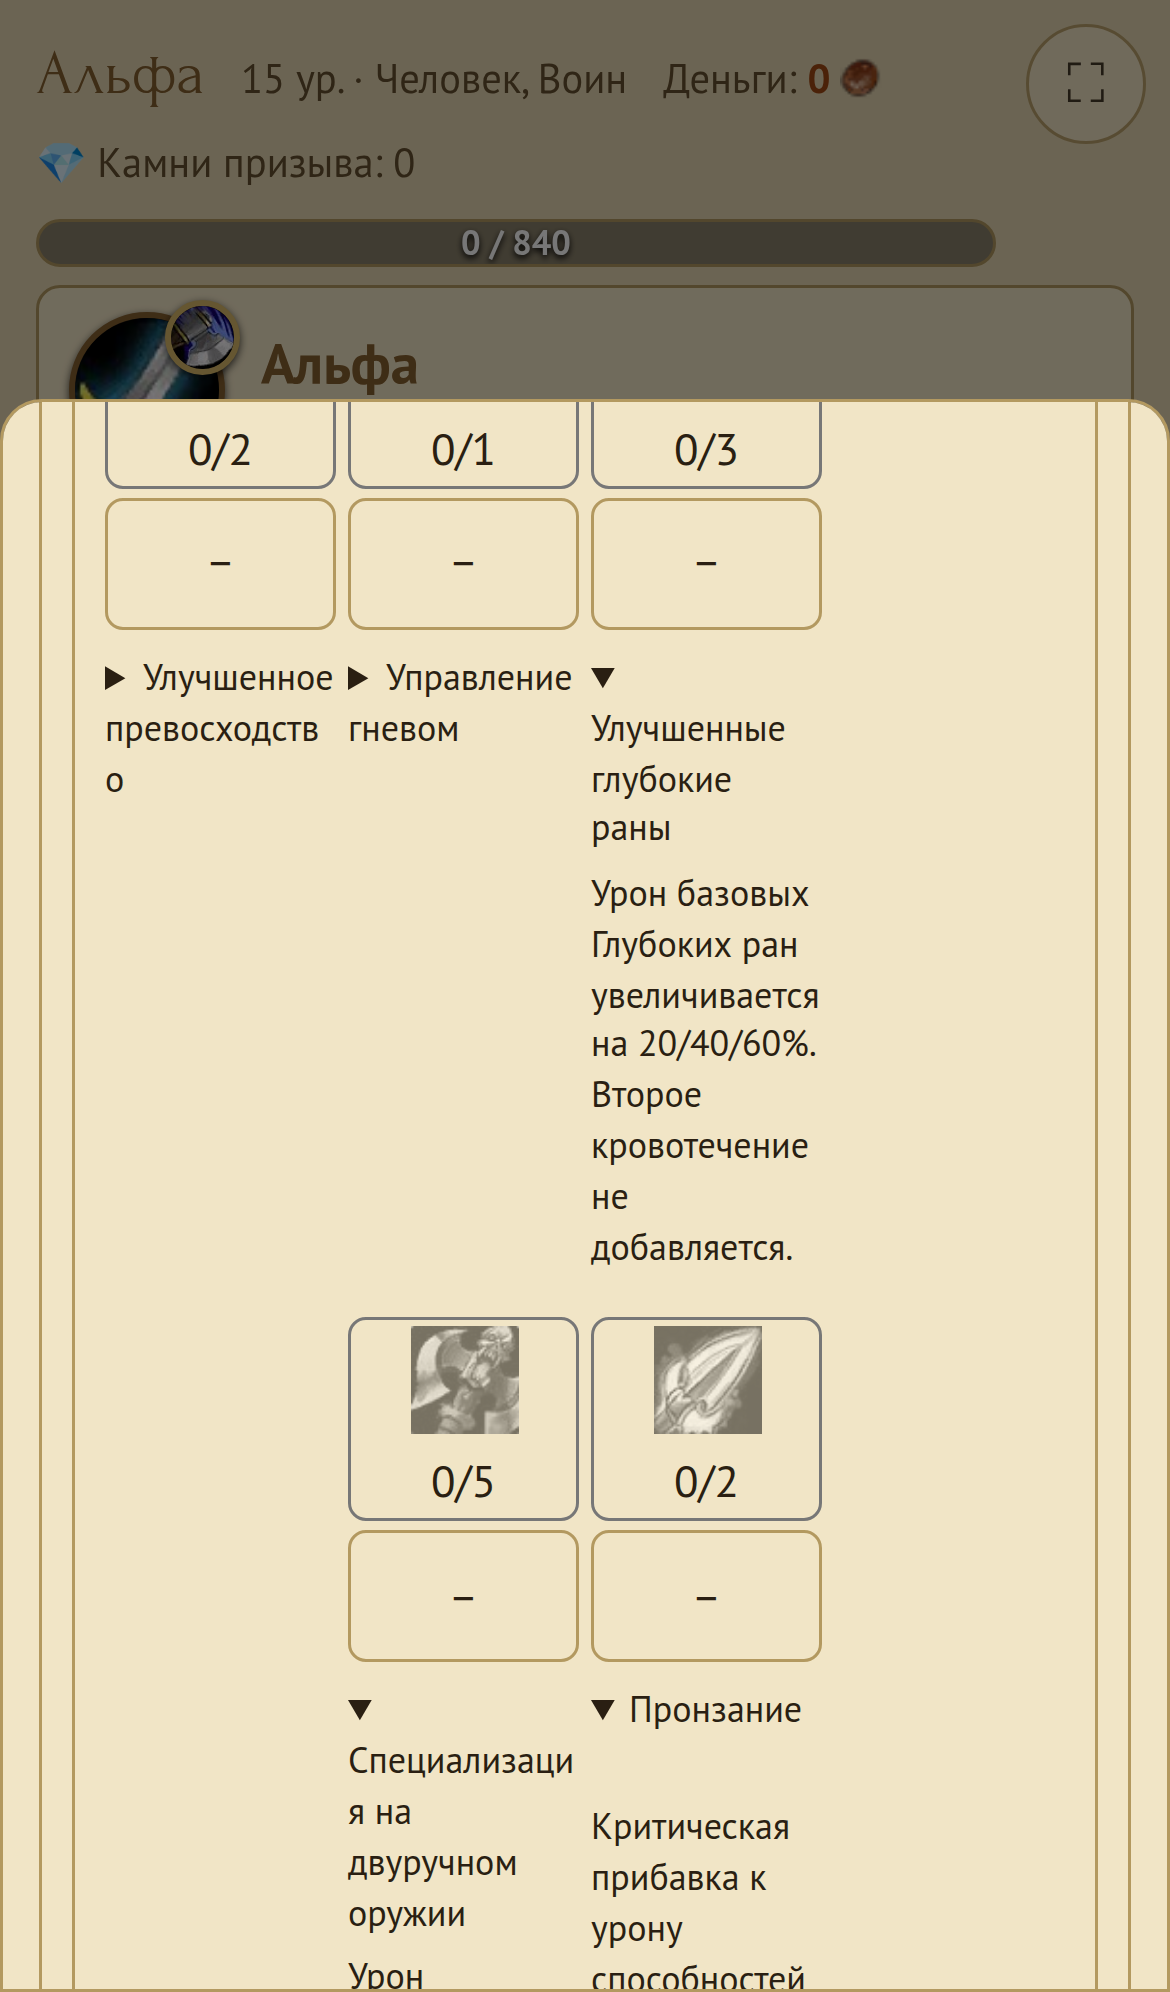 Альфа 15 ур. · Человек, Воин Деньги: 0
Камни призыва: 0
0 / 840
Альфа
0/2 0/1 0/3
– – –
▶ Улучшенное
превосходств
о
▶ Управление
гневом
▼
Улучшенные
глубокие
раны
Урон базовых
Глубоких ран
увеличивается
на 20/40/60%.
Второе
кровотечение
не
добавляется.
0/5 0/2
– –
▼
Специализаци
я на
двуручном
оружии
Урон
▼ Пронзание
Критическая
прибавка к
урону
способностей